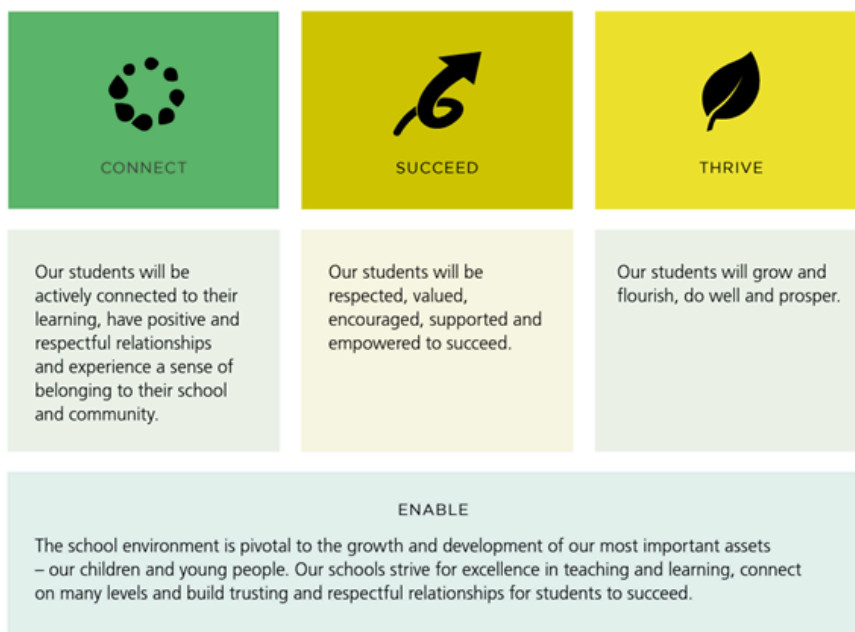 CONNECT
SUCCEED
THRIVE
Our students will be
actively connected to their
learning, have positive and
respectful relationships
and experience a sense of
belonging to their school
and community.
Our students will be
respected, valued,
encouraged, supported and
empowered to succeed.
Our students will grow and
flourish, do well and prosper.
ENABLE
The school environment is pivotal to the growth and development of our most important assets
– our children and young people. Our schools strive for excellence in teaching and learning, connect
on many levels and build trusting and respectful relationships for students to succeed.